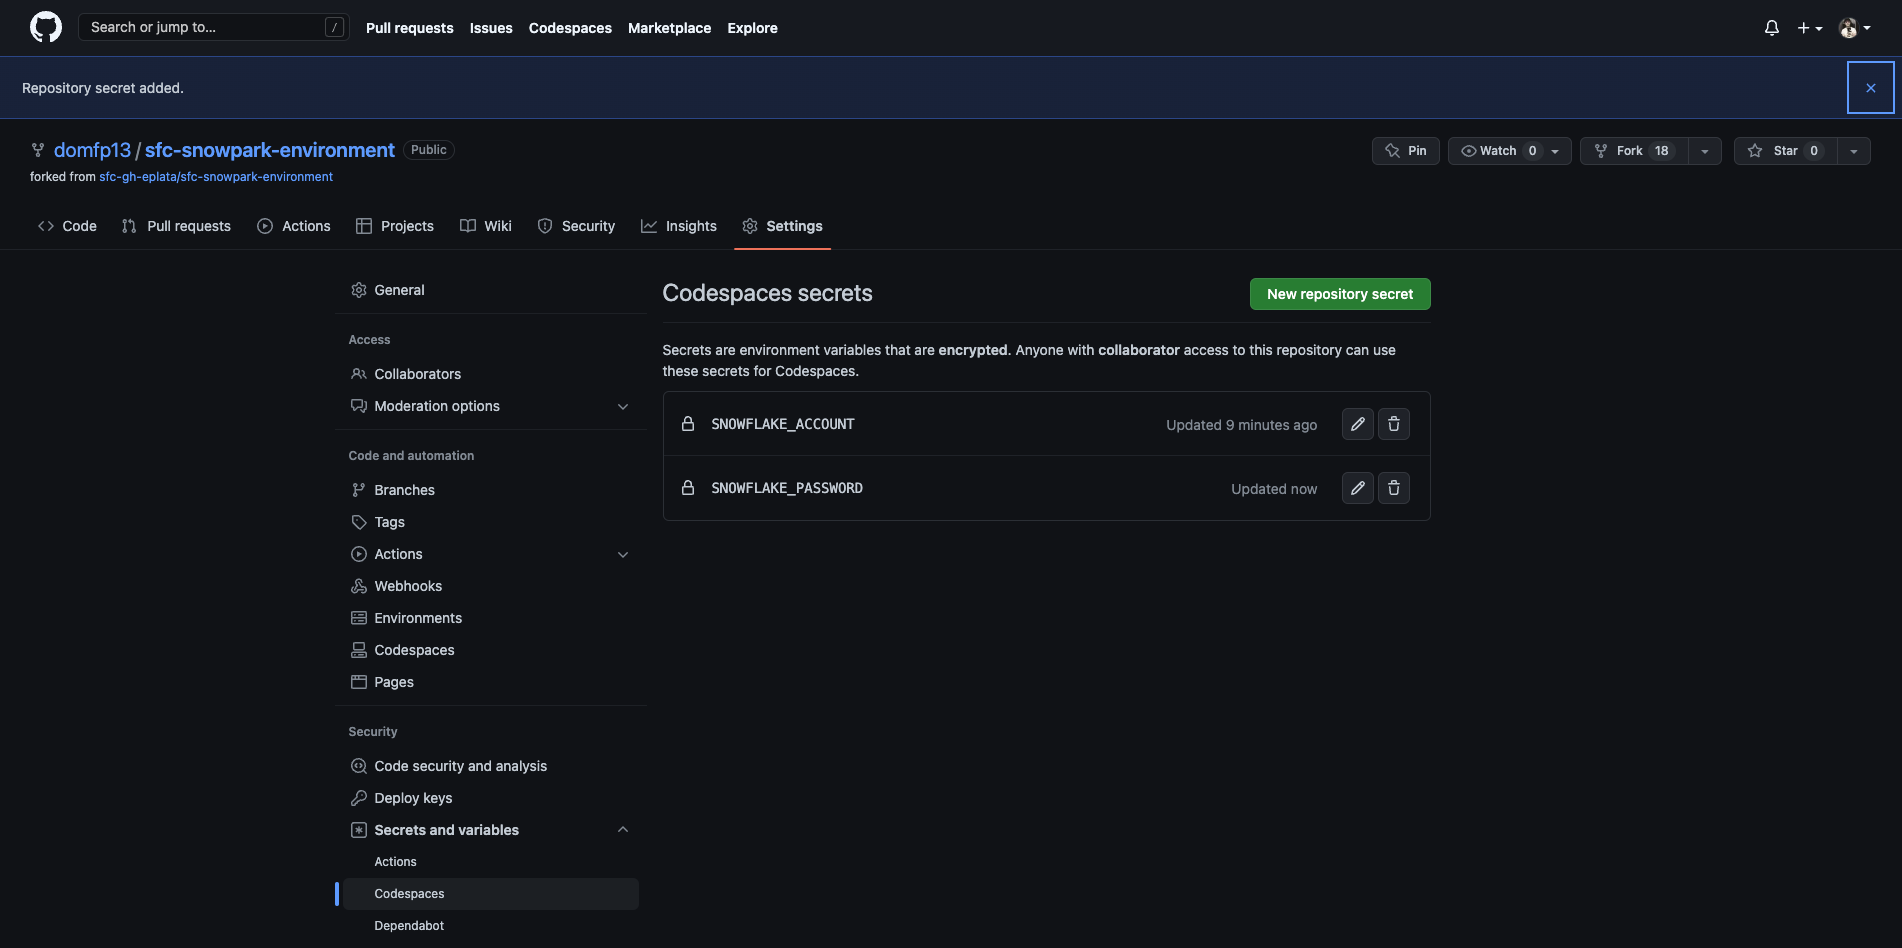 Search or jump to...
/
Pull requests
Issues
Codespaces
Marketplace
Explore
Repository secret added.
domfp13 / sfc-snowpark-environment
Public
forked from sfc-gh-eplata/sfc-snowpark-environment
Pin
Watch 0
Fork 18
Star 0
Code
Pull requests
Actions
Projects
Wiki
Security
Insights
Settings
General
Access
Collaborators
Moderation options
Code and automation
Branches
Tags
Actions
Webhooks
Environments
Codespaces
Pages
Security
Code security and analysis
Deploy keys
Secrets and variables
Actions
Codespaces
Dependabot
Codespaces secrets
New repository secret
Secrets are environment variables that are encrypted. Anyone with collaborator access to this repository can use
these secrets for Codespaces.
SNOWFLAKE_ACCOUNT
Updated 9 minutes ago
SNOWFLAKE_PASSWORD
Updated now